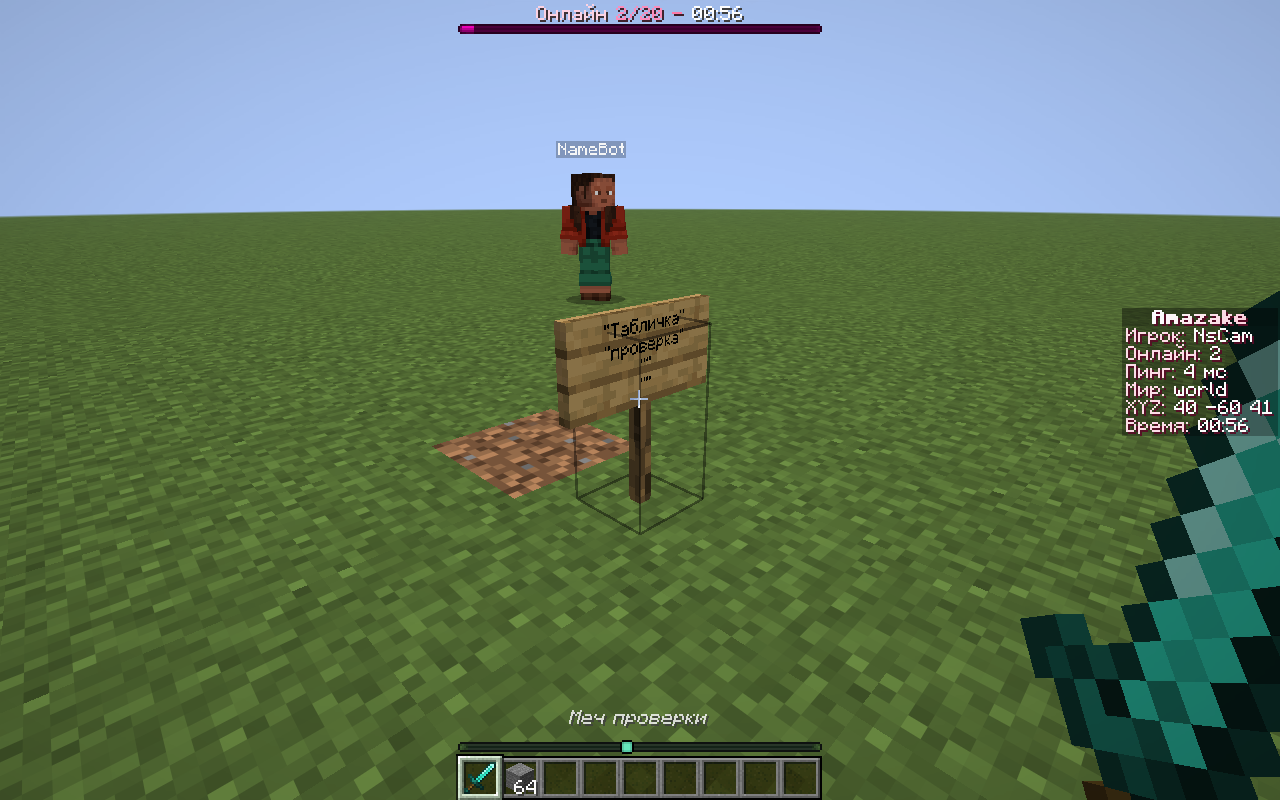 Онлайн 2/20 - 00:56
NameBot
"Табличка"
"проверка"
""
""
Amazake
Игрок: NsCam
Онлайн: 2
Пинг: 4 мс
Мир: world
XYZ: 40 -60 41
Время: 00:56
Меч проверки
64